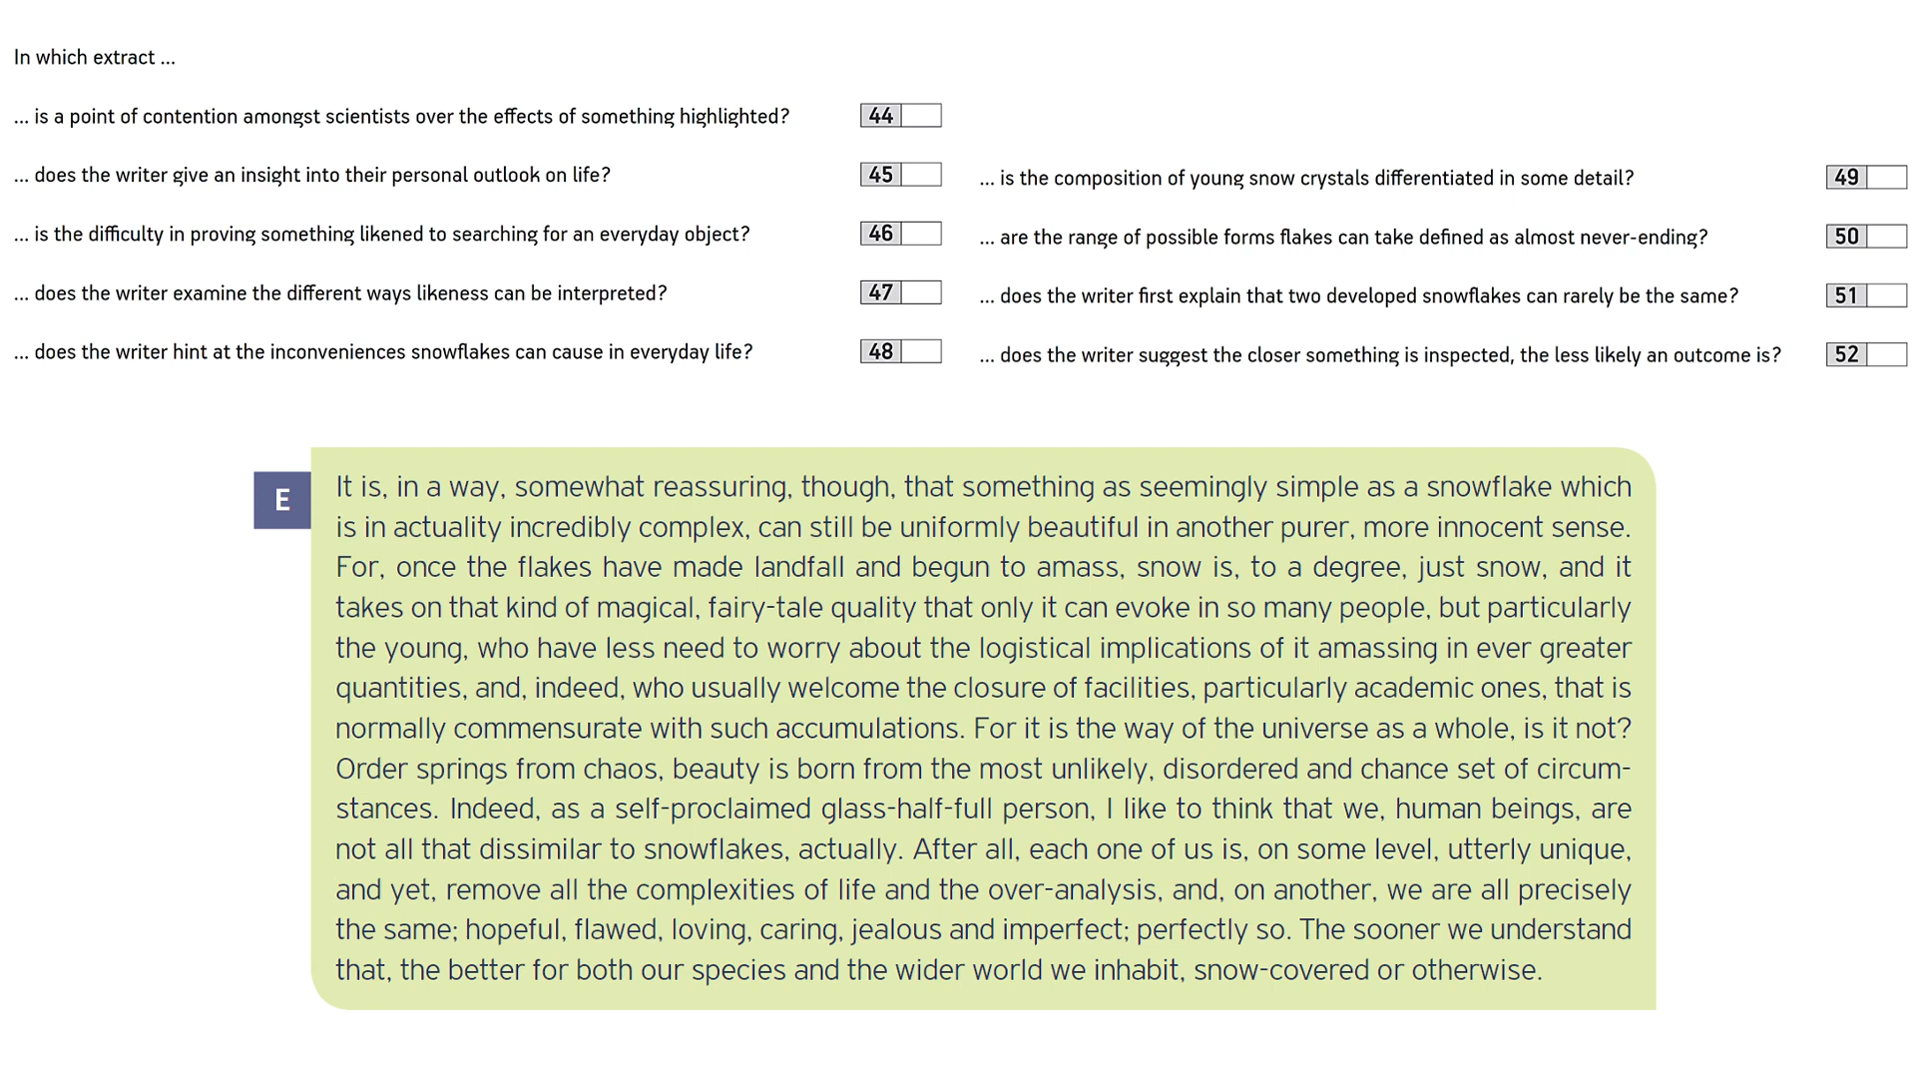 In which extract ...
... is a point of contention amongst scientists over the effects of something highlighted? 44
... does the writer give an insight into their personal outlook on life? 45
... is the difficulty in proving something likened to searching for an everyday object? 46
... does the writer examine the different ways likeness can be interpreted? 47
... does the writer hint at the inconveniences snowflakes can cause in everyday life? 48
... is the composition of young snow crystals differentiated in some detail? 49
... are the range of possible forms flakes can take defined as almost never-ending? 50
... does the writer first explain that two developed snowflakes can rarely be the same? 51
... does the writer suggest the closer something is inspected, the less likely an outcome is? 52
E
It is, in a way, somewhat reassuring, though, that something as seemingly simple as a snowflake which
is in actuality incredibly complex, can still be uniformly beautiful in another purer, more innocent sense.
For, once the flakes have made landfall and begun to amass, snow is, to a degree, just snow, and it
takes on that kind of magical, fairy-tale quality that only it can evoke in so many people, but particularly
the young, who have less need to worry about the logistical implications of it amassing in ever greater
quantities, and, indeed, who usually welcome the closure of facilities, particularly academic ones, that is
normally commensurate with such accumulations. For it is the way of the universe as a whole, is it not?
Order springs from chaos, beauty is born from the most unlikely, disordered and chance set of circum-
stances. Indeed, as a self-proclaimed glass-half-full person, I like to think that we, human beings, are
not all that dissimilar to snowflakes, actually. After all, each one of us is, on some level, utterly unique,
and yet, remove all the complexities of life and the over-analysis, and, on another, we are all precisely
the same; hopeful, flawed, loving, caring, jealous and imperfect; perfectly so. The sooner we understand
that, the better for both our species and the wider world we inhabit, snow-covered or otherwise.